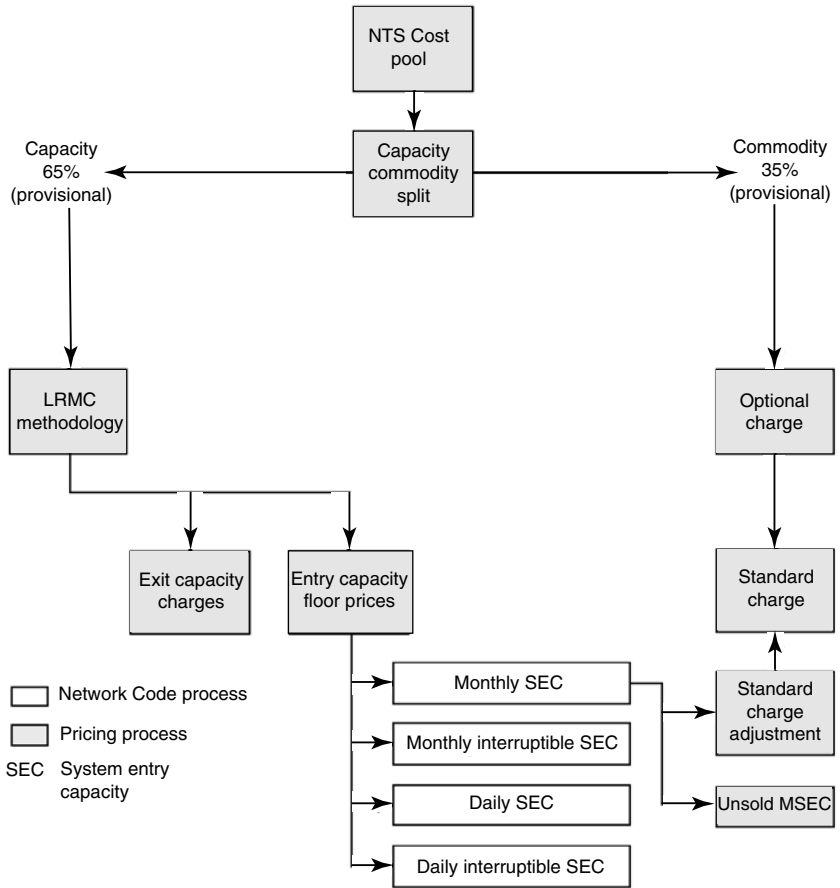 NTS Cost
pool
Capacity
65%
(provisional)
Capacity
commodity
split
Commodity
35%
(provisional)
LRMC
methodology
Optional
charge
Exit capacity
charges
Entry capacity
floor prices
Standard
charge
Network Code process
Pricing process
SEC System entry
capacity
Monthly SEC
Monthly interruptible SEC
Daily SEC
Daily interruptible SEC
Standard
charge
adjustment
Unsold MSEC